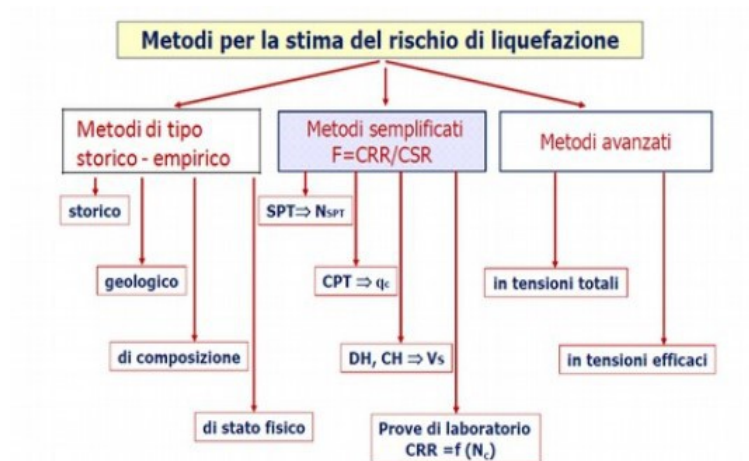 Metodi per la stima del rischio di liquefazione
Metodi di tipo
storico - empirico
Metodi semplificati
F=CRR/CSR
Metodi avanzati
storico
SPT⇒ NSPT
geologico
CPT ⇒ qc
in tensioni totali
di composizione
DH, CH ⇒ Vs
in tensioni efficaci
di stato fisico
Prove di laboratorio
CRR =f (Nc)